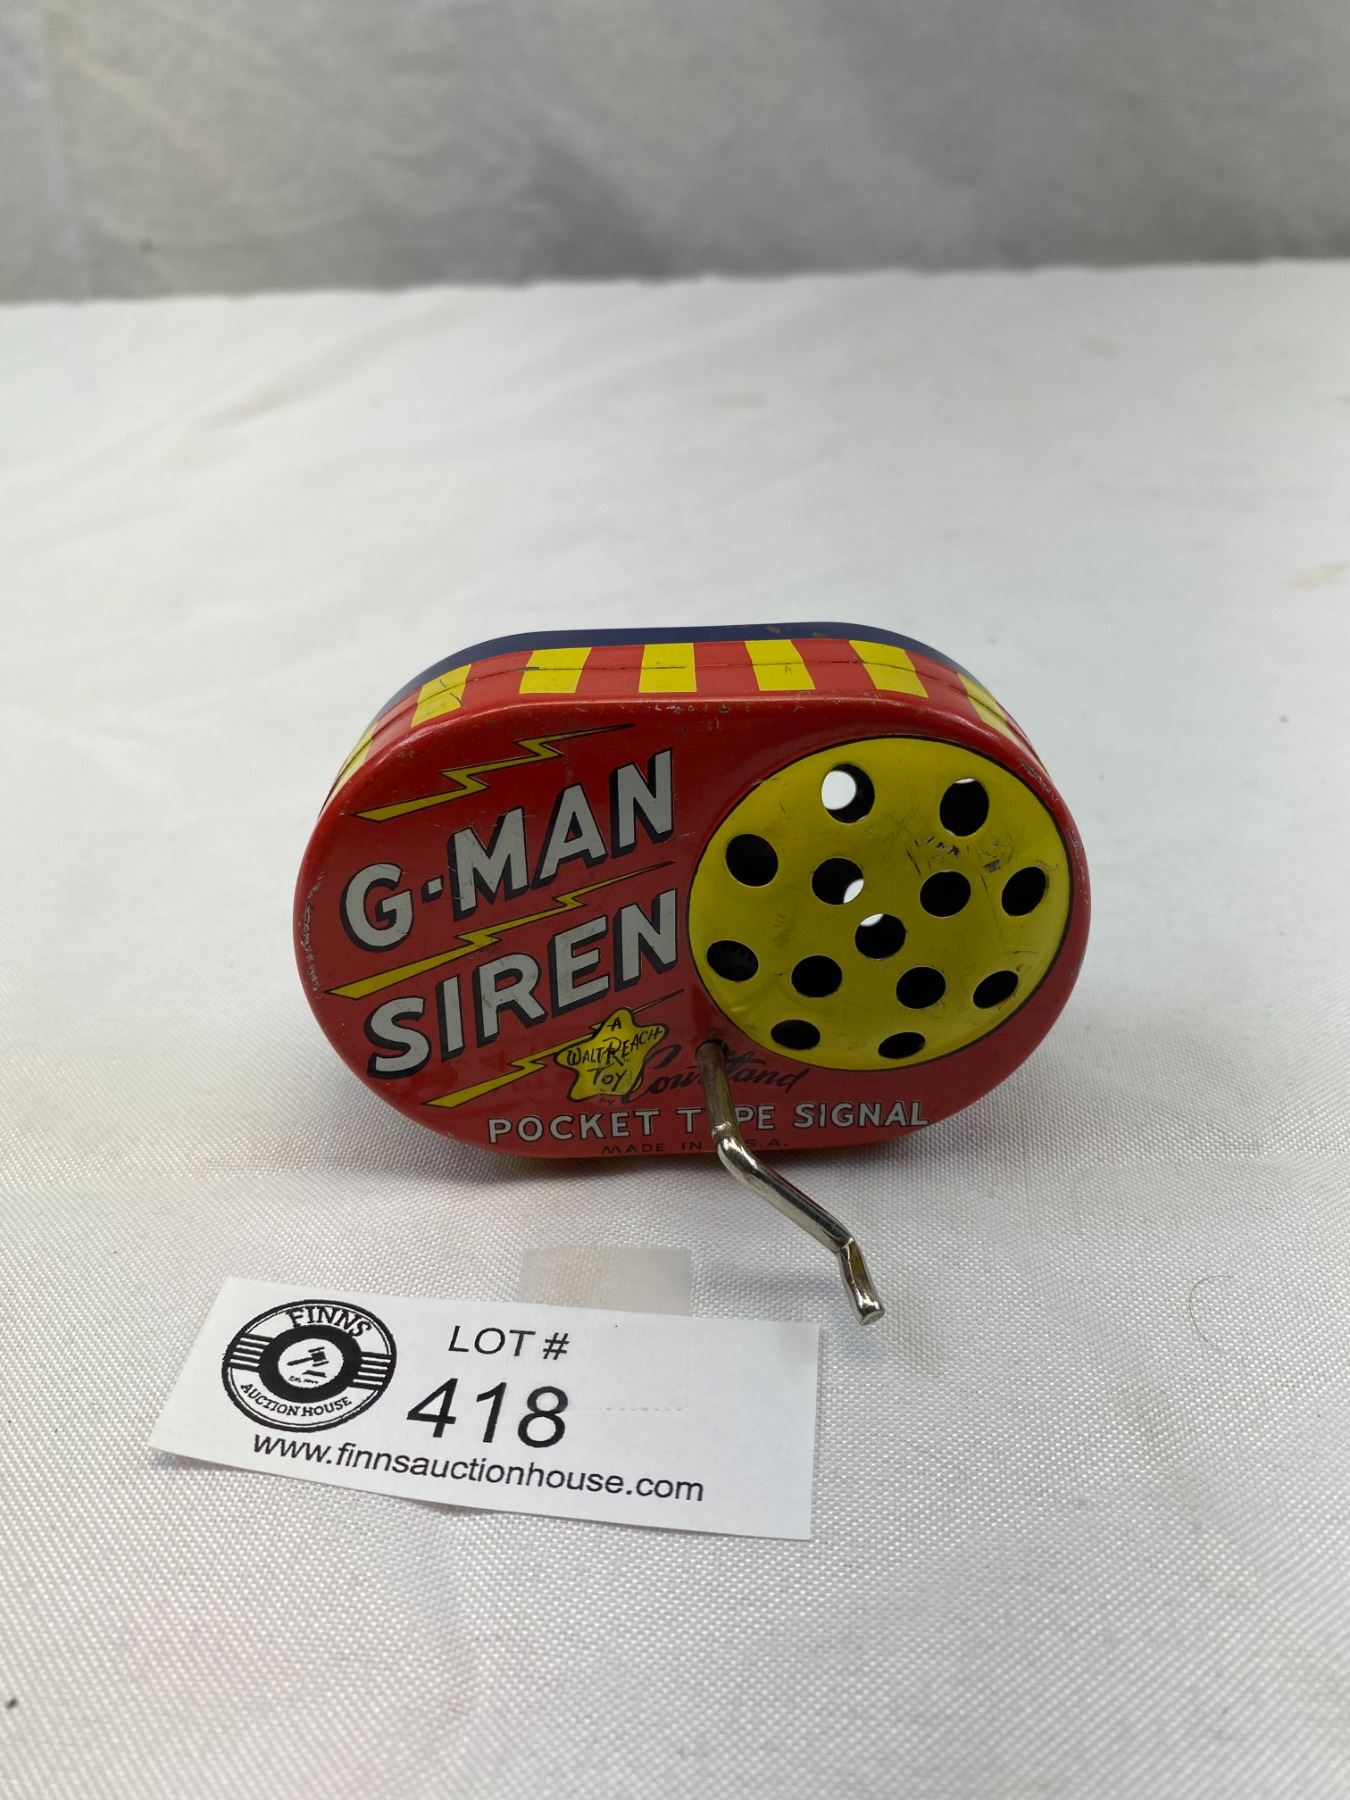 G-MAN
SIREN
A
WALT REACH
TOY
by Courtland
POCKET TYPE SIGNAL
MADE IN U.S.A.
FINNS
AUCTION HOUSE
LOT #
418
www.finnsauctionhouse.com